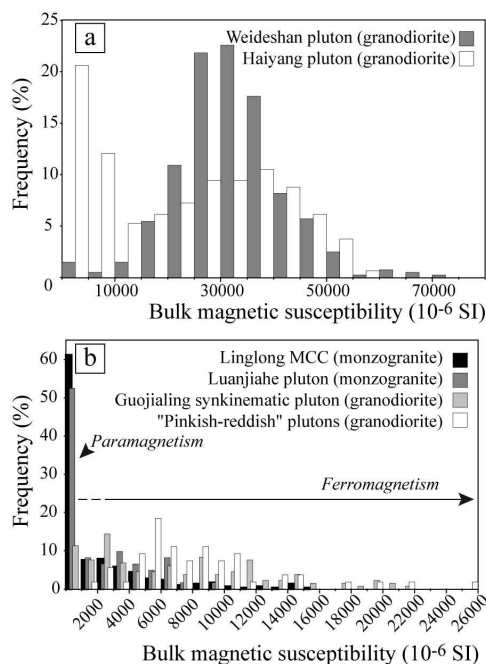 a
Weideshan pluton (granodiorite)
Haiyang pluton (granodiorite)
Frequency (%)
25
20
15
10
5
0
10000 30000 50000 70000
Bulk magnetic susceptibility (10-6 SI)
b
Linglong MCC (monzogranite)
Luanjiahe pluton (monzogranite)
Guojialing synkinematic pluton (granodiorite)
"Pinkish-reddish" plutons (granodiorite)
Paramagnetism
Ferromagnetism
Frequency (%)
60
50
40
30
20
10
0
2000 4000 6000 8000 10000 12000 14000 16000 18000 20000 22000 24000 26000
Bulk magnetic susceptibility (10-6 SI)